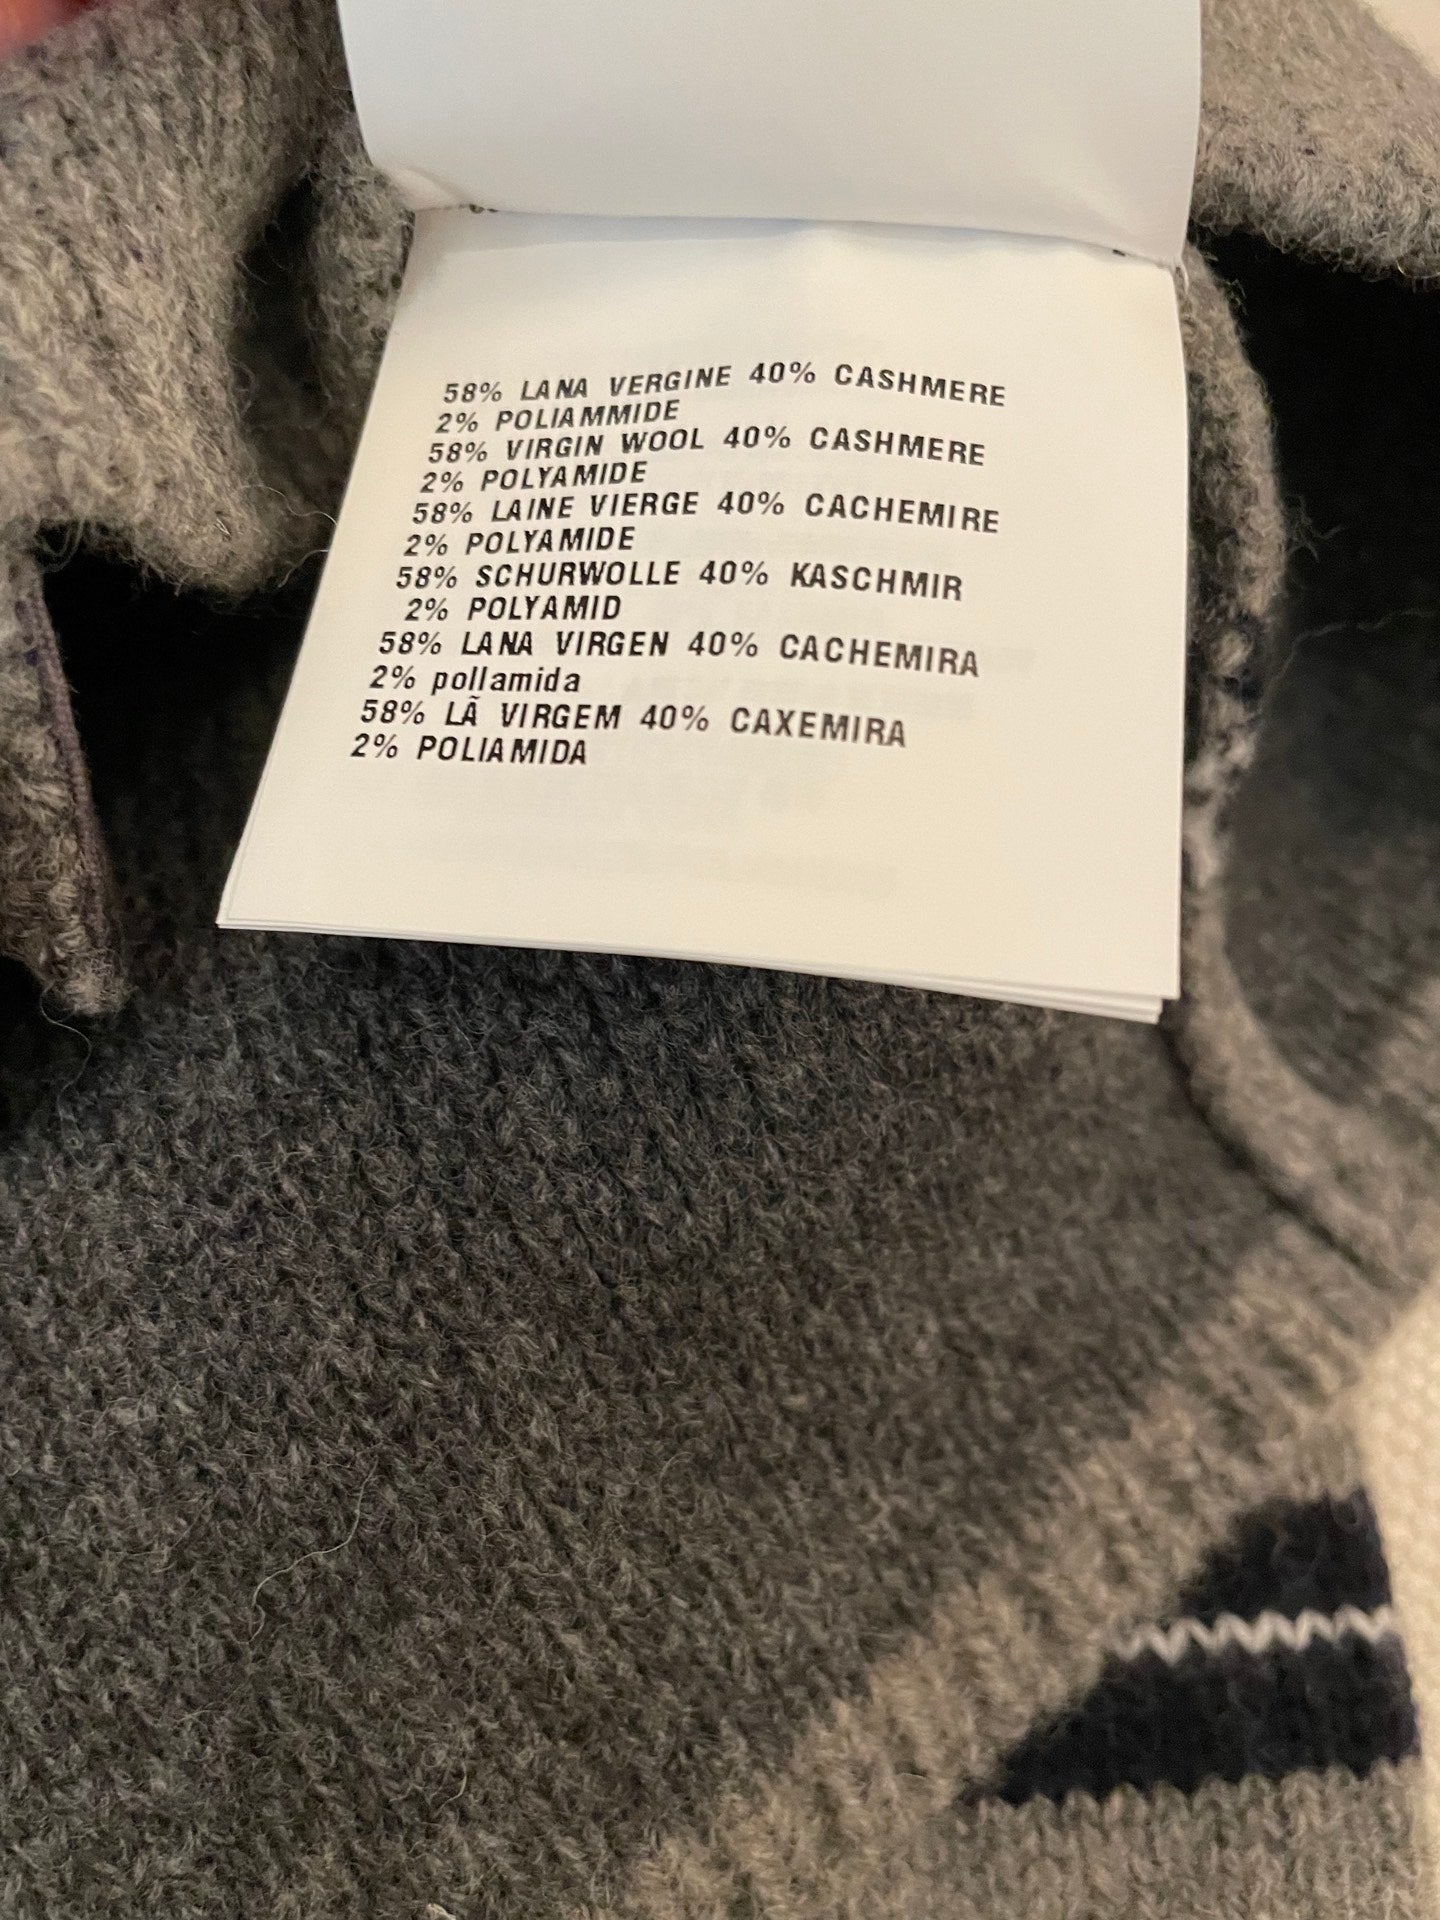 58% LANA VERGINE 40% CASHMERE
2% POLIAMMIDE
58% VIRGIN WOOL 40% CASHMERE
2% POLYAMIDE
58% LAINE VIERGE 40% CACHEMIRE
2% POLYAMIDE
58% SCHURWOLLE 40% KASCHMIR
2% POLYAMID
58% LANA VIRGEN 40% CACHEMIRA
2% pollamida
58% LÃ VIRGEM 40% CAXEMIRA
2% POLIAMIDA